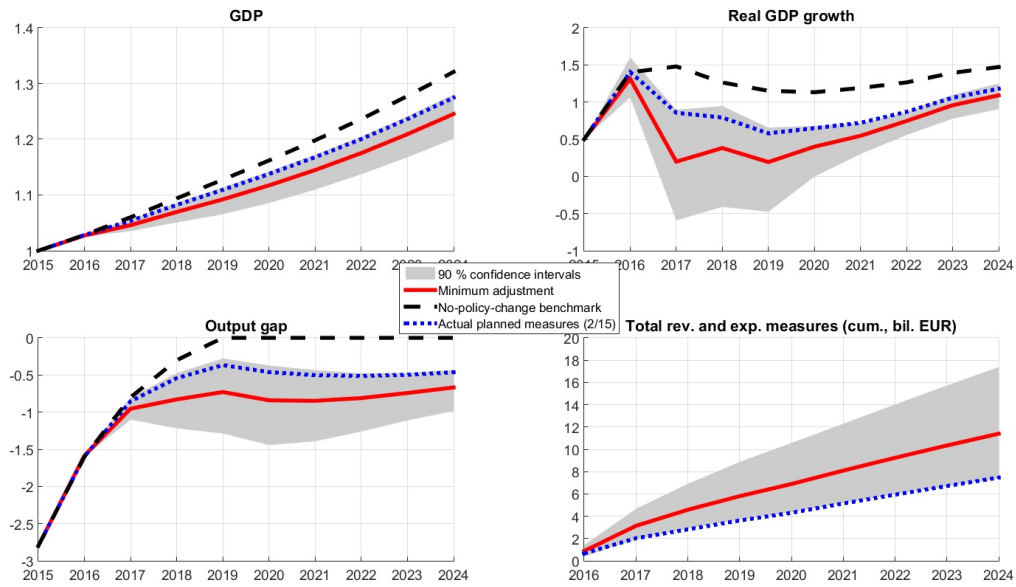 GDP
1.4
1.3
1.2
1.1
1
2015 2016 2017 2018 2019 2020 2021 2022 2023 2024
Real GDP growth
2
1.5
1
0.5
0
-0.5
-1
2015 2016 2017 2018 2019 2020 2021 2022 2023 2024
90 % confidence intervals
Minimum adjustment
No-policy-change benchmark
Actual planned measures (2/15)
Output gap
0
-0.5
-1
-1.5
-2
-2.5
-3
2015 2016 2017 2018 2019 2020 2021 2022 2023 2024
Total rev. and exp. measures (cum., bil. EUR)
20
18
16
14
12
10
8
6
4
2
0
2016 2017 2018 2019 2020 2021 2022 2023 2024